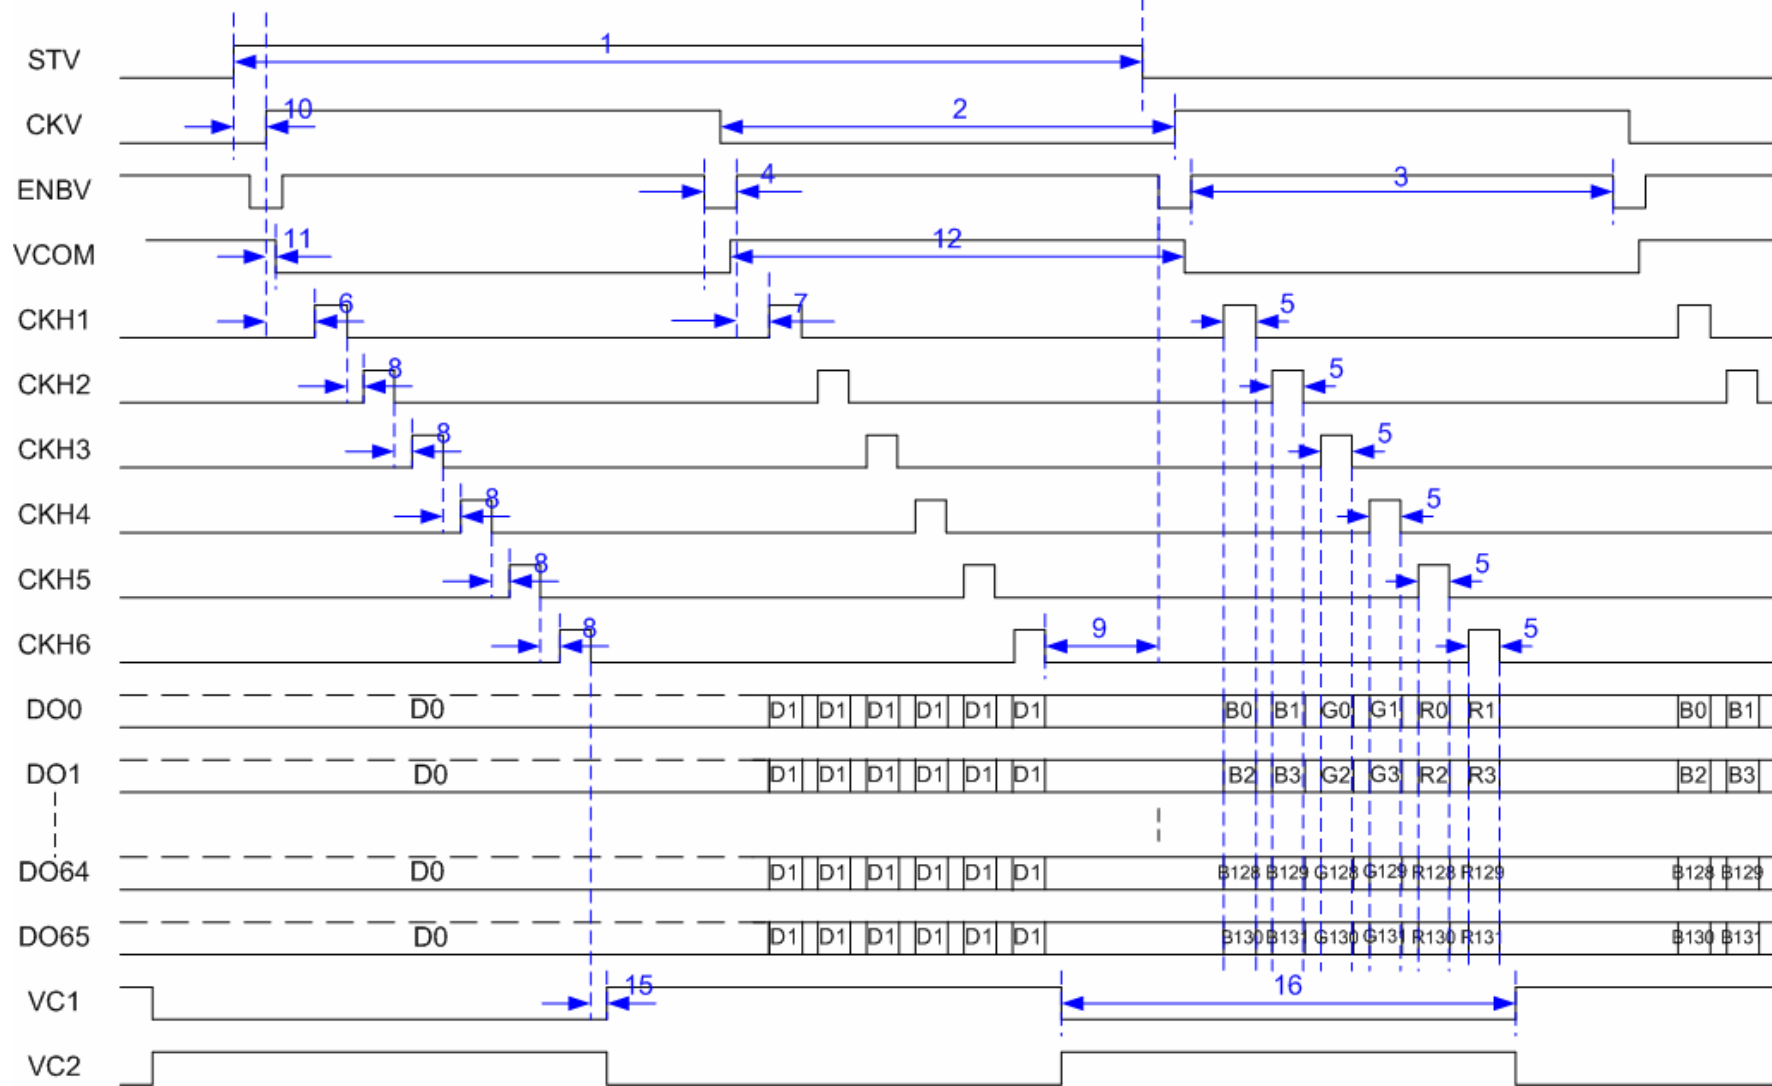 STV 1
CKV 10 2
ENBV 4 3
VCOM 11 12
CKH1 6 7 5
CKH2 8 5
CKH3 8 5
CKH4 8 5
CKH5 8 5
CKH6 8 9 5
DO0 D0 D1 D1 D1 D1 D1 D1 B0 B1 G0 G1 R0 R1 B0 B1
DO1 D0 D1 D1 D1 D1 D1 D1 B2 B3 G2 G3 R2 R3 B2 B3
DO64 D0 D1 D1 D1 D1 D1 D1 B128 B129 G128 G129 R128 R129 B128 B129
DO65 D0 D1 D1 D1 D1 D1 D1 B130 B131 G130 G131 R130 R131 B130 B131
VC1 15 16
VC2